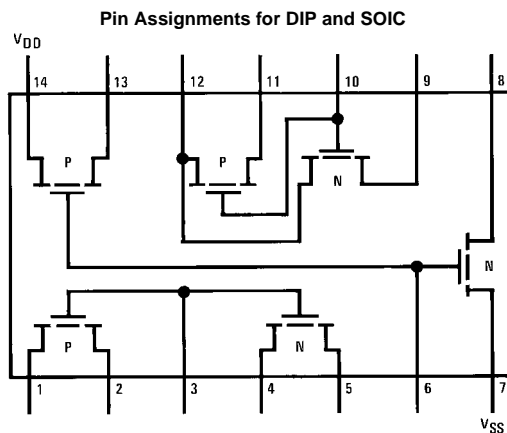 Pin Assignments for DIP and SOIC
VDD
14 13 12 11 10 9 8
P P N
N
P N
1 2 3 4 5 6 7
VSS